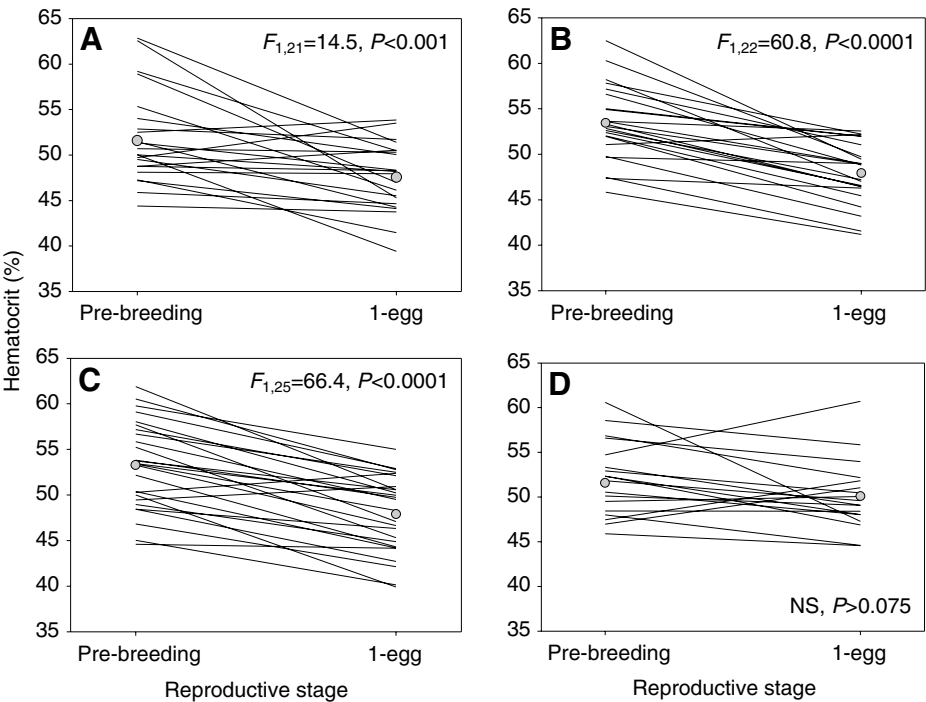 A
F1,21=14.5, P<0.001
65
60
55
50
45
40
35
Pre-breeding 1-egg
B
F1,22=60.8, P<0.0001
65
60
55
50
45
40
35
Pre-breeding 1-egg
Hematocrit (%)
C
F1,25=66.4, P<0.0001
65
60
55
50
45
40
35
Pre-breeding 1-egg
Reproductive stage
D
65
60
55
50
45
40
35
NS, P>0.075
Pre-breeding 1-egg
Reproductive stage